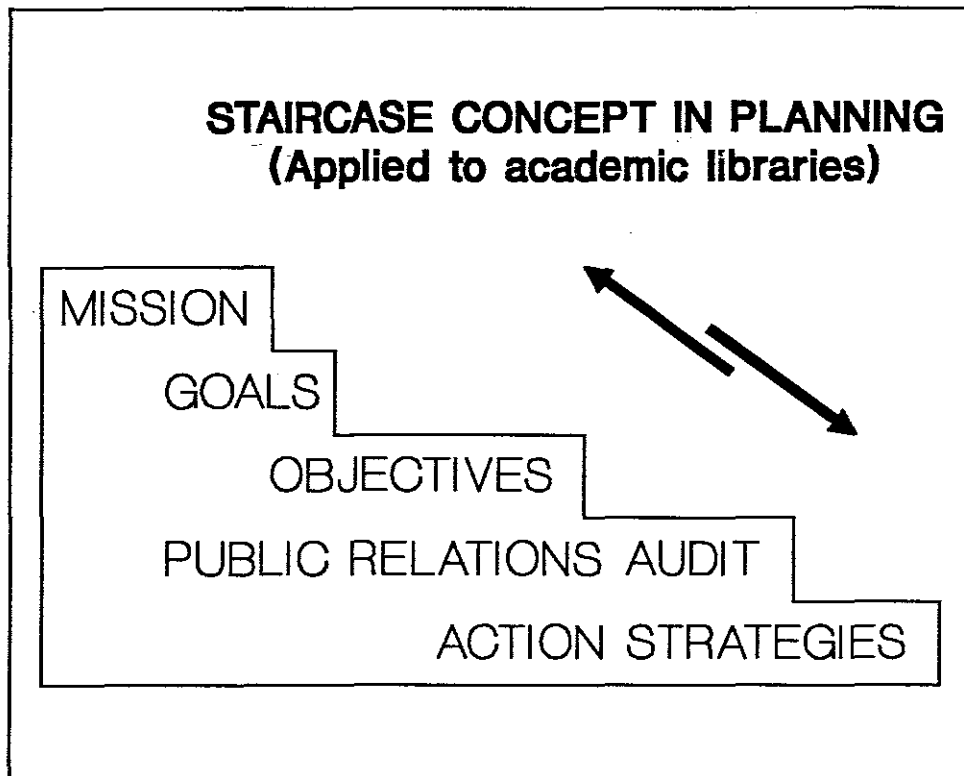 STAIRCASE CONCEPT IN PLANNING
(Applied to academic libraries)
MISSION
GOALS
OBJECTIVES
PUBLIC RELATIONS AUDIT
ACTION STRATEGIES